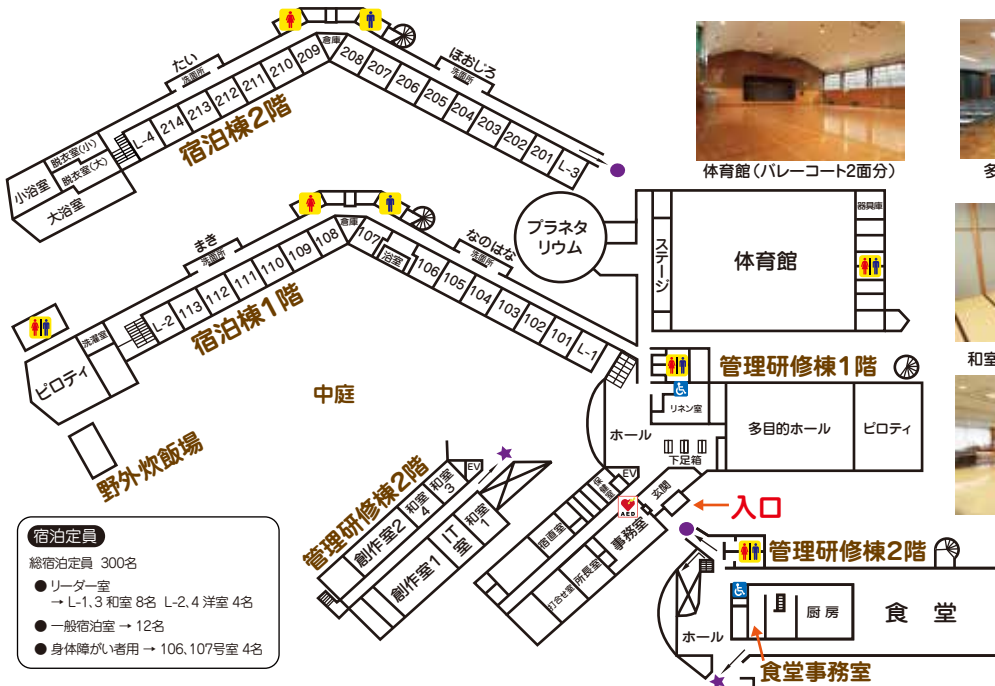 たい
洗面所
倉庫
209
210
211
212
213
214
L-4
208
207
206
205
204
203
202
201
L-3
ほおじろ
洗面所
宿泊棟2階
脱衣室(小)
脱衣室(大)
小浴室
大浴室
体育館(バレーコート2面分)
多
和室
プラネタ
リウム
ステージ
体育館
器具庫
まき
洗面所
倉庫
108
109
110
111
112
113
L-2
107
浴室
106
105
104
103
102
101
L-1
なのはな
洗面所
宿泊棟1階
洗濯室
ピロティ
野外炊飯場
中庭
管理研修棟1階
リネン室
ホール
下足箱
多目的ホール
ピロティ
管理研修棟2階
EV
和室3
和室4
創作室2
創作室1
IT室
和室1
EV
保健室
AED
玄関
入口
宿直室
事務室
所長室
打合せ室
管理研修棟2階
ホール
厨房
食堂
食堂事務室
宿泊定員
総宿泊定員 300名
● リーダー室
→ L-1,3 和室 8名 L-2,4 洋室 4名
● 一般宿泊室 → 12名
● 身体障がい者用 → 106,107号室 4名